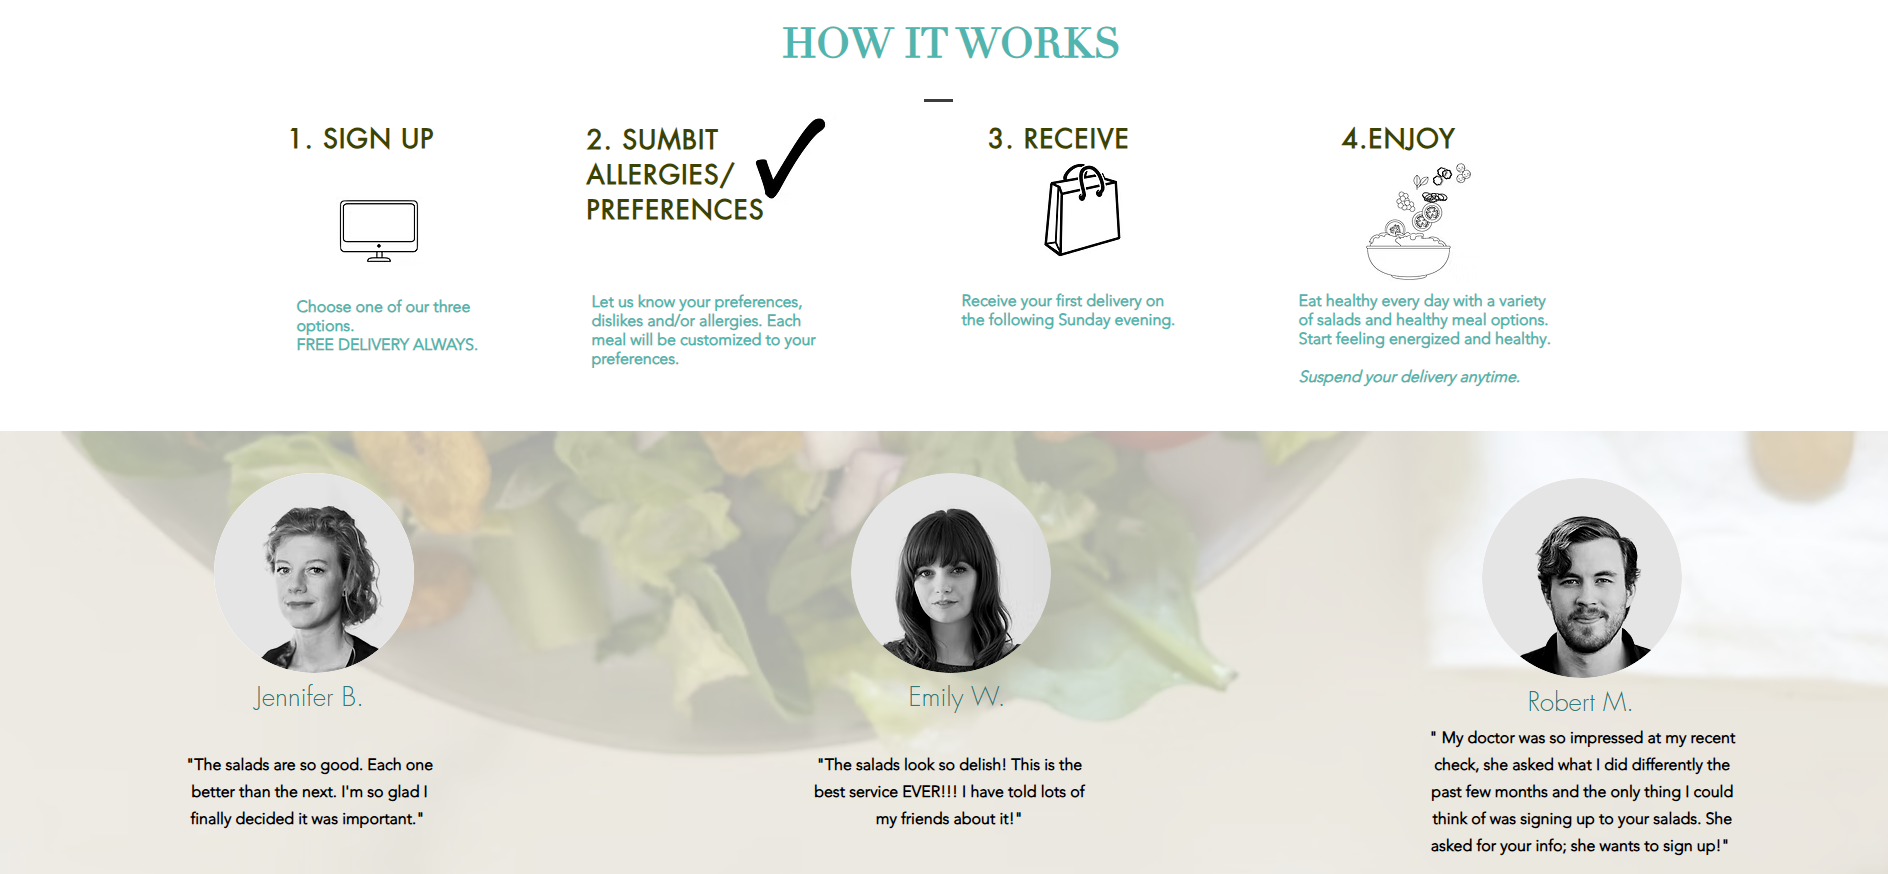 HOW IT WORKS
1. SIGN UP
Choose one of our three
options.
FREE DELIVERY ALWAYS.
2. SUMBIT
ALLERGIES/
PREFERENCES
Let us know your preferences,
dislikes and/or allergies. Each
meal will be customized to your
preferences.
3. RECEIVE
Receive your first delivery on
the following Sunday evening.
4.ENJOY
Eat healthy every day with a variety
of salads and healthy meal options.
Start feeling energized and healthy.
Suspend your delivery anytime.
Jennifer B.
"The salads are so good. Each one
better than the next. I'm so glad I
finally decided it was important."
Emily W.
"The salads look so delish! This is the
best service EVER!!! I have told lots of
my friends about it!"
Robert M.
" My doctor was so impressed at my recent
check, she asked what I did differently the
past few months and the only thing I could
think of was signing up to your salads. She
asked for your info; she wants to sign up!"